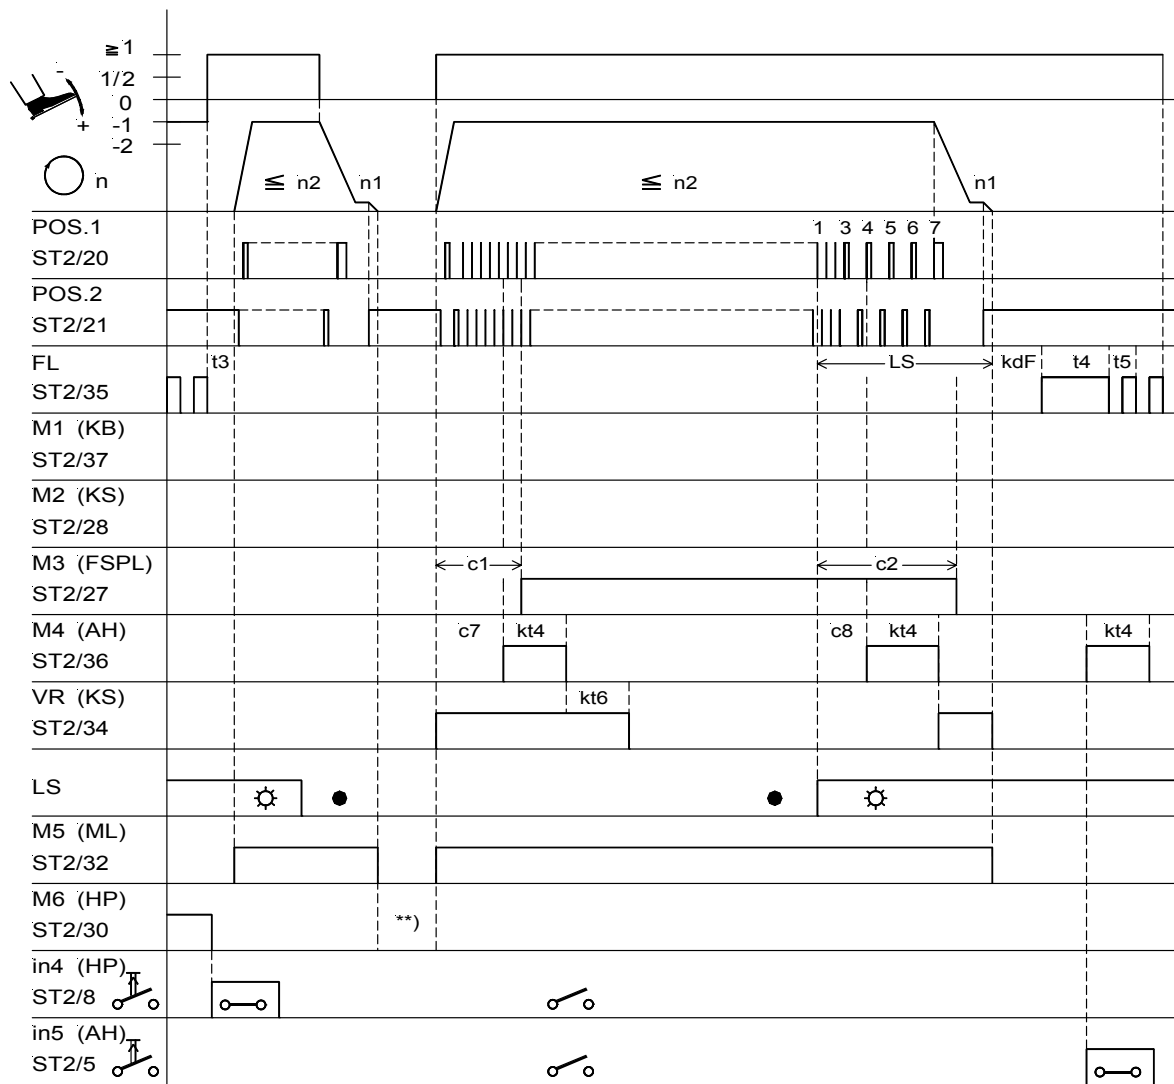 ≧ 1
- 1/2
0
+ -1
-2
n ≦ n2 n1 ≦ n2 n1
POS.1 1 3 4 5 6 7
ST2/20
POS.2
ST2/21
FL t3 LS kdF t4 t5
ST2/35
M1 (KB)
ST2/37
M2 (KS)
ST2/28
M3 (FSPL) c1 c2
ST2/27
M4 (AH) c7 kt4 c8 kt4 kt4
ST2/36
VR (KS) kt6
ST2/34
LS
M5 (ML)
ST2/32
M6 (HP)
ST2/30 **)
in4 (HP)
ST2/8
in5 (AH)
ST2/5